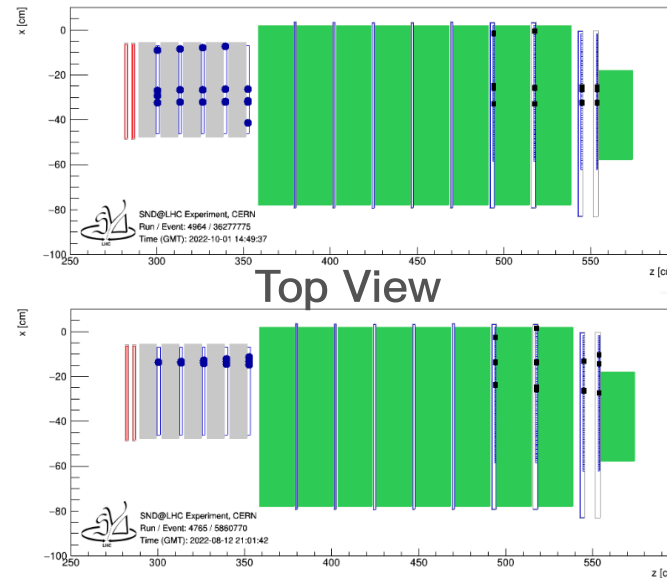 x [cm]
0
−20
−40
−60
−80
−100
SND@LHC Experiment, CERN
Run / Event: 4964 / 36277775
Time (GMT): 2022-10-01 14:49:37
LHC
250 300 350 400 450 500 550
z [c
Top View
x [cm]
0
−20
−40
−60
−80
−100
SND@LHC Experiment, CERN
Run / Event: 4765 / 5860770
Time (GMT): 2022-08-12 21:01:42
LHC
250 300 350 400 450 500 550
z [c